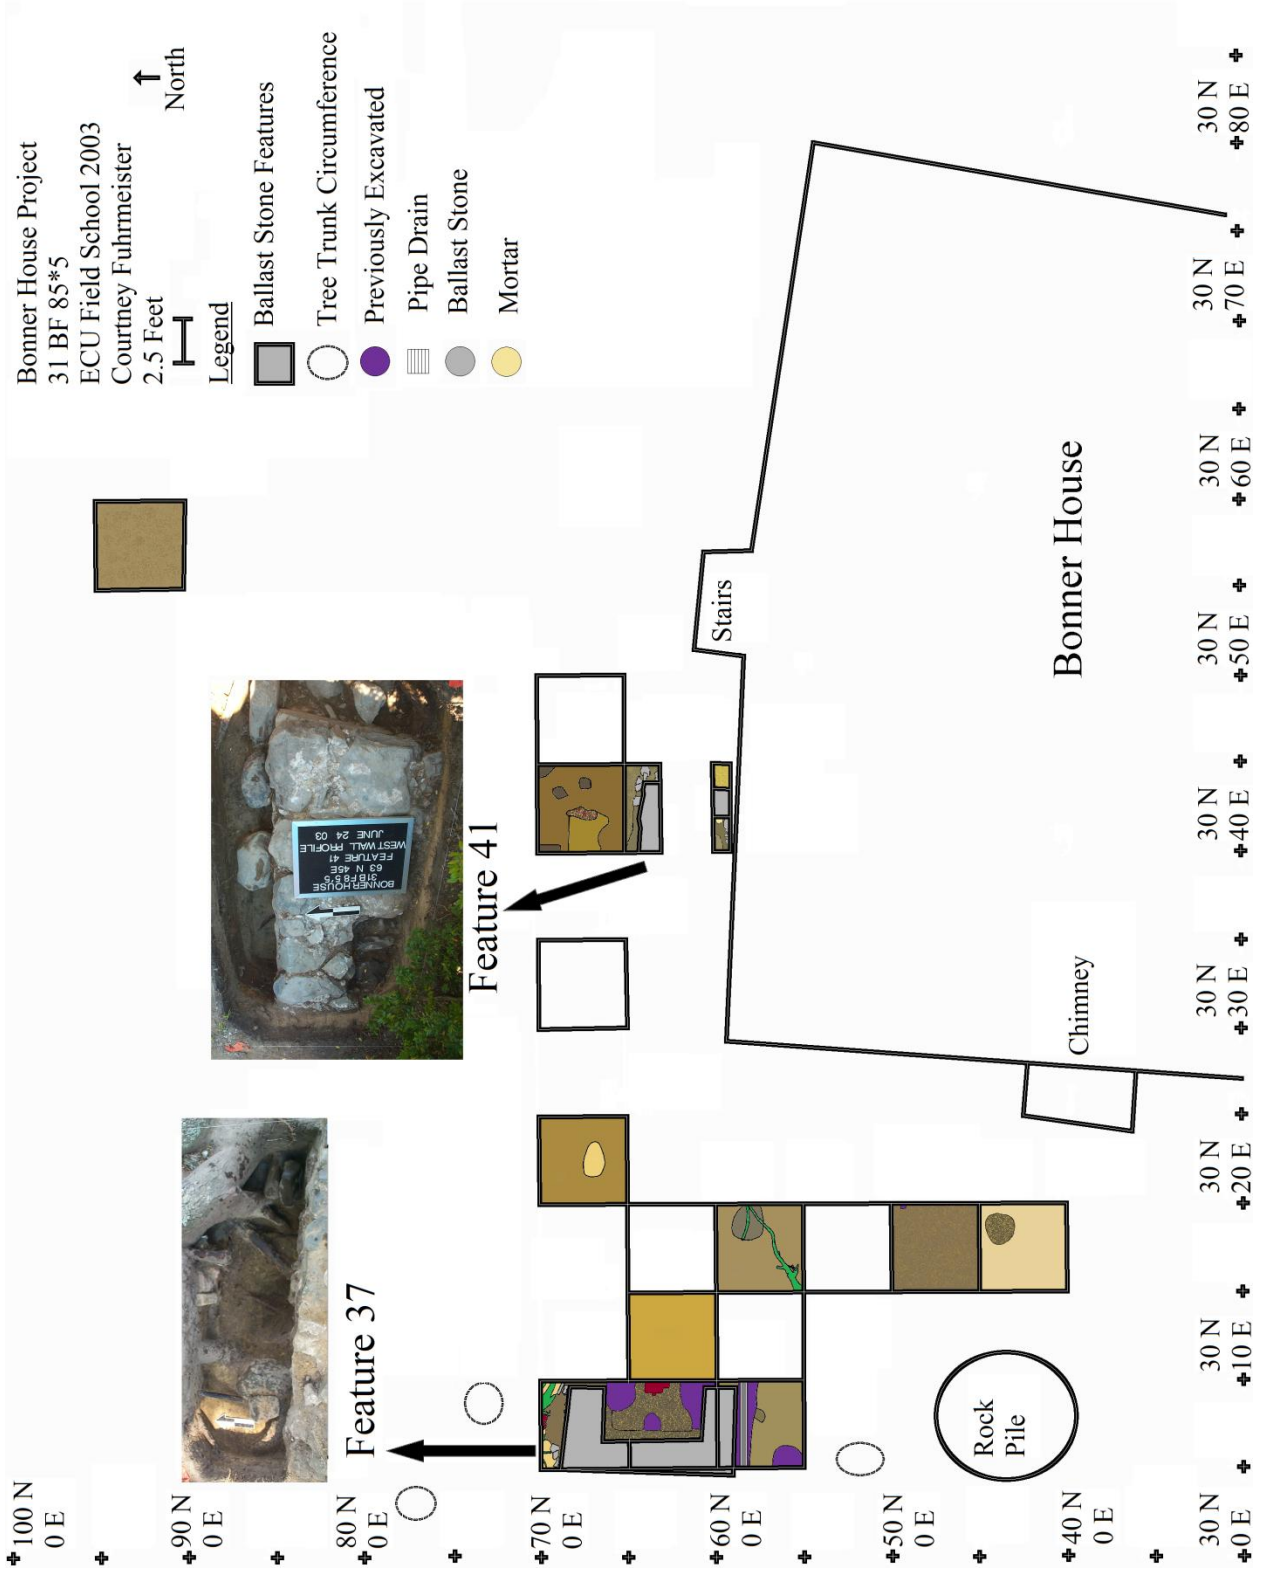 Bonner House Project
31 BF 85*5
ECU Field School 2003
Courtney Fuhrmeister
2.5 Feet
North
Legend
Ballast Stone Features
Tree Trunk Circumference
Previously Excavated
Pipe Drain
Ballast Stone
Mortar
100 N
0 E
90 N
0 E
80 N
0 E
70 N
0 E
60 N
0 E
50 N
0 E
40 N
0 E
30 N
0 E
30 N
10 E
30 N
20 E
30 N
30 E
30 N
40 E
30 N
50 E
30 N
60 E
30 N
70 E
30 N
80 E
Feature 37
Feature 41
BONNER HOUSE
31BF85*5
63 N 45E
FEATURE 41
WEST WALL PROFILE
JUNE 24 03
Stairs
Bonner House
Chimney
Rock
Pile